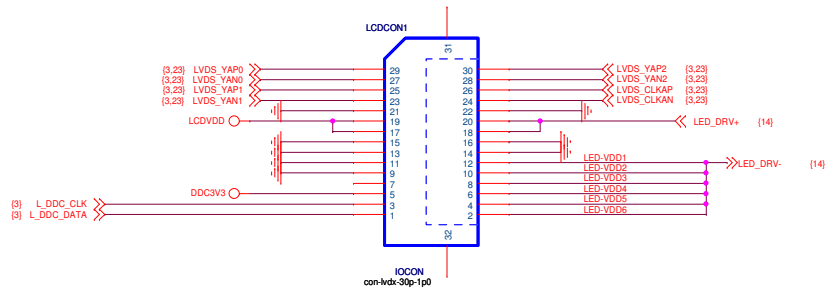 LCDCON1
31
{3,23} LVDS_YAP0 29 30 LVDS_YAP2 {3,23}
{3,23} LVDS_YAN0 27 28 LVDS_YAN2 {3,23}
{3,23} LVDS_YAP1 25 26 LVDS_CLKAP {3,23}
{3,23} LVDS_YAN1 23 24 LVDS_CLKAN {3,23}
21 22
LCDVDD 19 20 LED_DRV+ {14}
17 18
15 16
13 14
11 12 LED-VDD1 LED_DRV- {14}
9 10 LED-VDD2
7 8 LED-VDD3
DDC3V3 5 6 LED-VDD4
{3} L_DDC_CLK 3 4 LED-VDD5
{3} L_DDC_DATA 1 2 LED-VDD6
32
IOCON
con-lvdx-30p-1p0